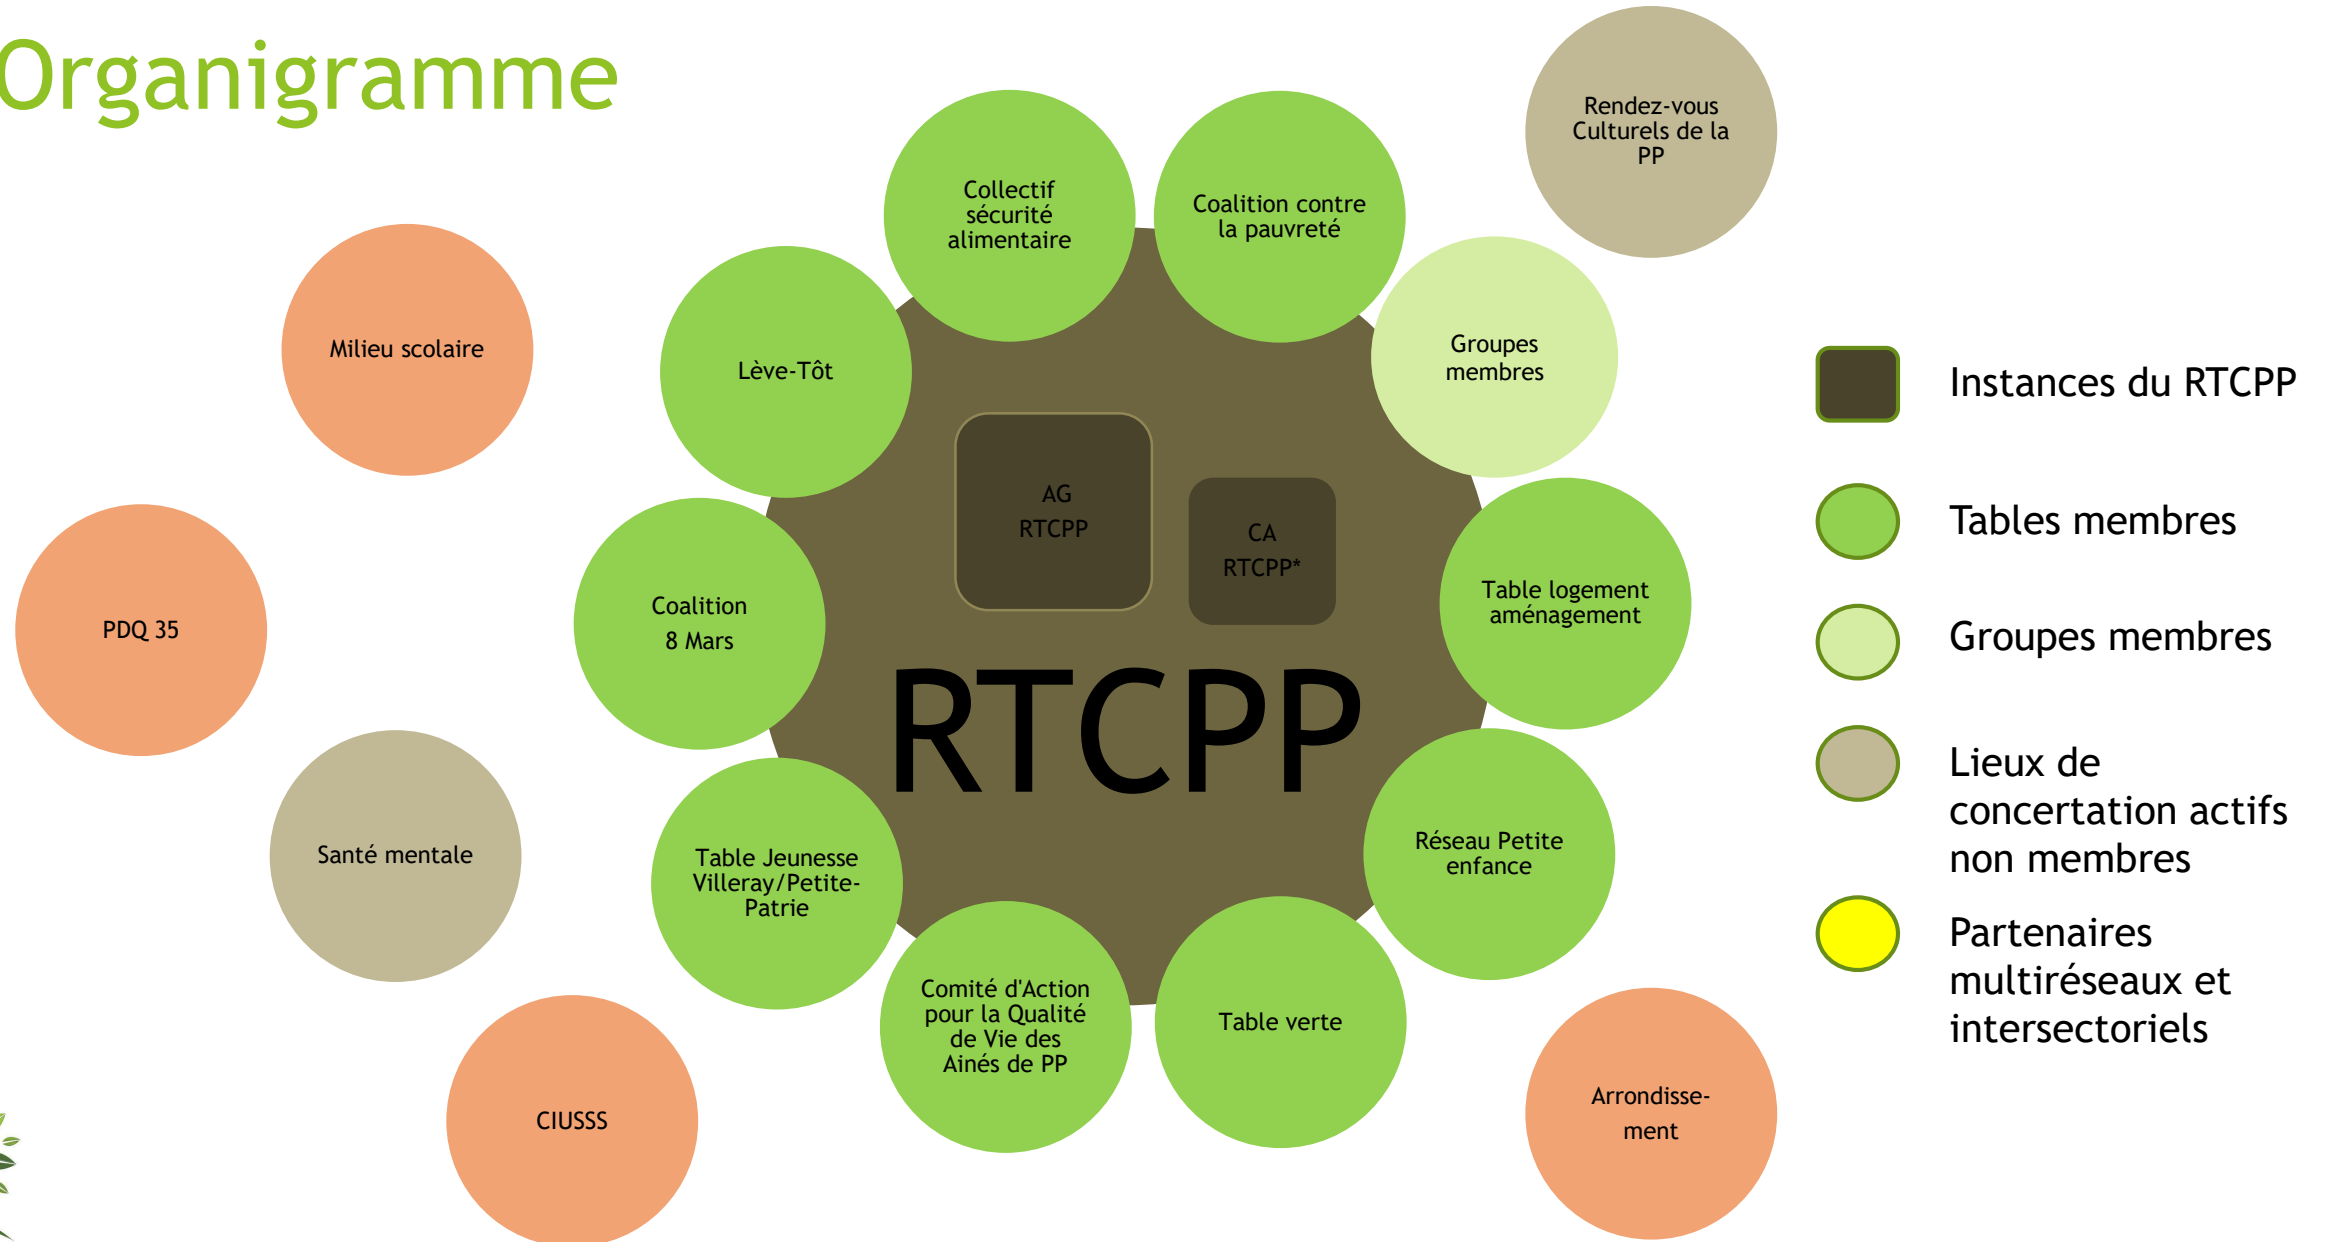 Organigramme
Rendez-vous
Culturels de la
PP
Collectif
sécurité
alimentaire
Coalition contre
la pauvreté
Groupes
membres
Milieu scolaire
Lève-Tôt
AG
RTCPP
CA
RTCPP*
Table logement
aménagement
Coalition
8 Mars
PDQ 35
RTCPP
Santé mentale
Table Jeunesse
Villeray/Petite-
Patrie
Réseau Petite
enfance
Comité d'Action
pour la Qualité
de Vie des
Ainés de PP
Table verte
CIUSSS
Arrondisse-
ment
Instances du RTCPP
Tables membres
Groupes membres
Lieux de
concertation actifs
non membres
Partenaires
multiréseaux et
intersectoriels